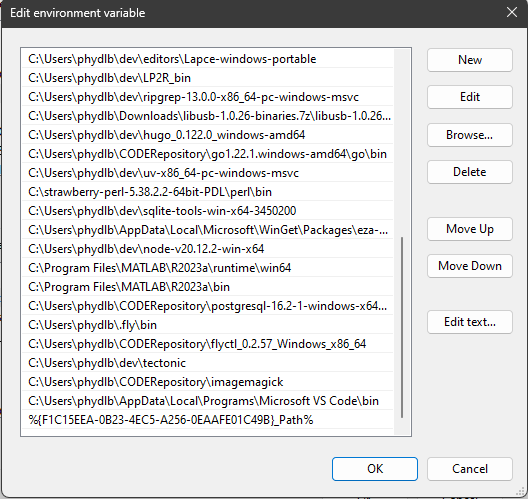 Edit environment variable
C:\Users\phydlb\dev\editors\Lapce-windows-portable
C:\Users\phydlb\dev\LP2R_bin
C:\Users\phydlb\dev\ripgrep-13.0.0-x86_64-pc-windows-msvc
C:\Users\phydlb\Downloads\libusb-1.0.26-binaries.7z\libusb-1.0.26...
C:\Users\phydlb\dev\hugo_0.122.0_windows-amd64
C:\Users\phydlb\CODERepository\go1.22.1.windows-amd64\go\bin
C:\Users\phydlb\dev\uv-x86_64-pc-windows-msvc
C:\strawberry-perl-5.38.2.2-64bit-PDL\perl\bin
C:\Users\phydlb\dev\sqlite-tools-win-x64-3450200
C:\Users\phydlb\AppData\Local\Microsoft\WinGet\Packages\eza-...
C:\Users\phydlb\dev\node-v20.12.2-win-x64
C:\Program Files\MATLAB\R2023a\runtime\win64
C:\Program Files\MATLAB\R2023a\bin
C:\Users\phydlb\CODERepository\postgresql-16.2-1-windows-x64...
C:\Users\phydlb\.fly\bin
C:\Users\phydlb\CODERepository\flyctl_0.2.57_Windows_x86_64
C:\Users\phydlb\dev\tectonic
C:\Users\phydlb\CODERepository\imagemagick
C:\Users\phydlb\AppData\Local\Programs\Microsoft VS Code\bin
%{F1C15EEA-0B23-4EC5-A256-0EAAFE01C49B}_Path%
New
Edit
Browse...
Delete
Move Up
Move Down
Edit text...
OK
Cancel